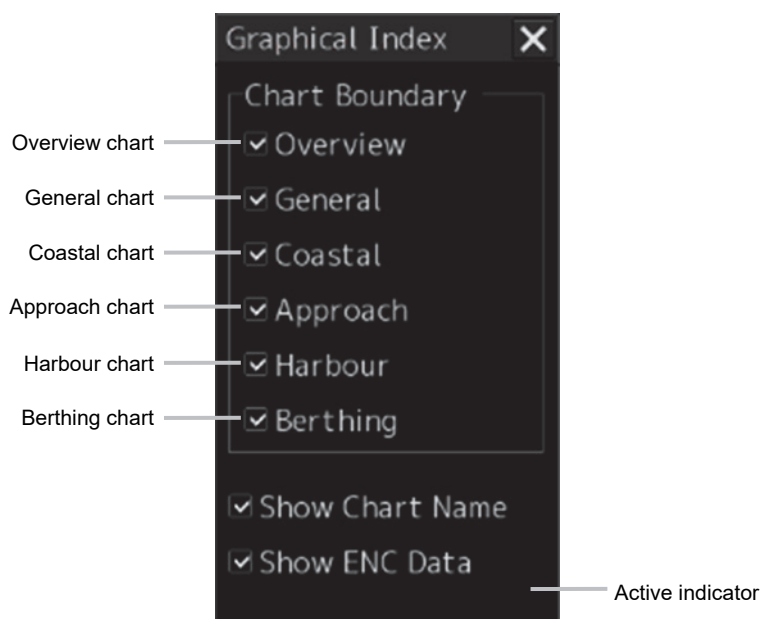 Graphical Index
Chart Boundary
Overview chart
Overview
General chart
General
Coastal chart
Coastal
Approach chart
Approach
Harbour chart
Harbour
Berthing chart
Berthing
Show Chart Name
Show ENC Data
Active indicator